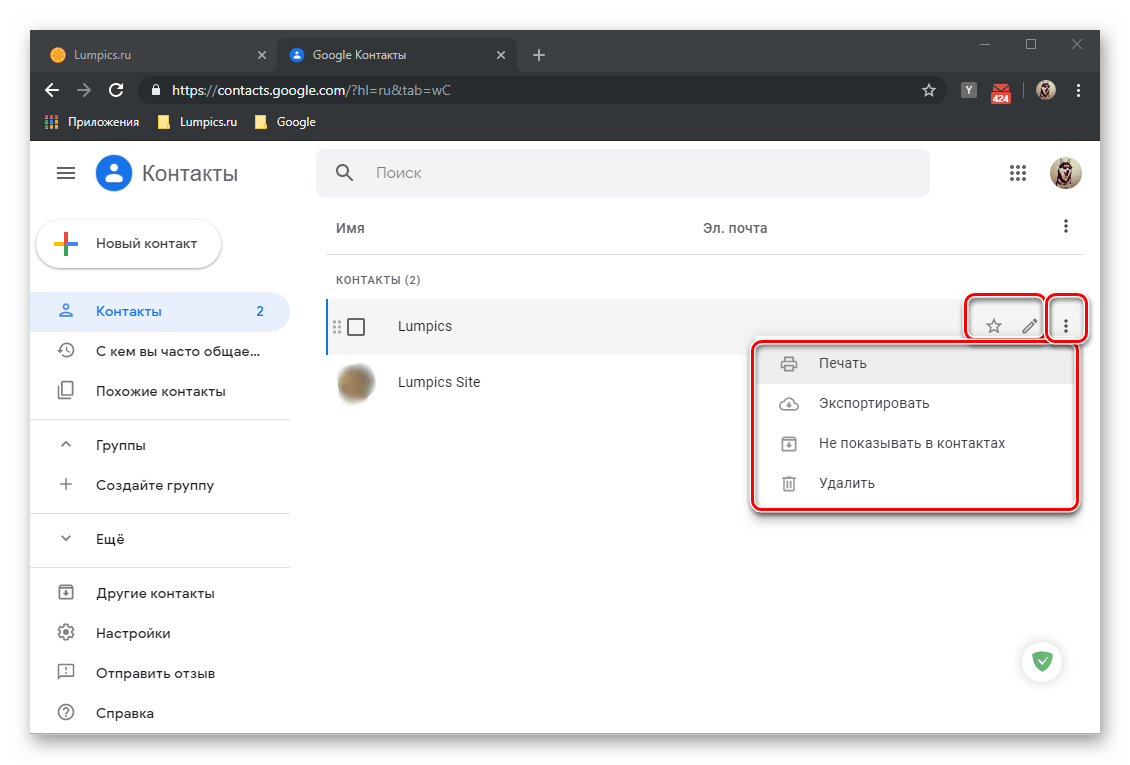 Lumpics.ru
Google Контакты
https://contacts.google.com/?hl=ru&tab=wC
Y
424
Приложения
Lumpics.ru
Google
Контакты
Поиск
Новый контакт
Имя
Эл. почта
КОНТАКТЫ (2)
Контакты 2
Lumpics
С кем вы часто общае...
Печать
Lumpics Site
Похожие контакты
Экспортировать
Группы
Не показывать в контактах
Создайте группу
Удалить
Ещё
Другие контакты
Настройки
Отправить отзыв
Справка